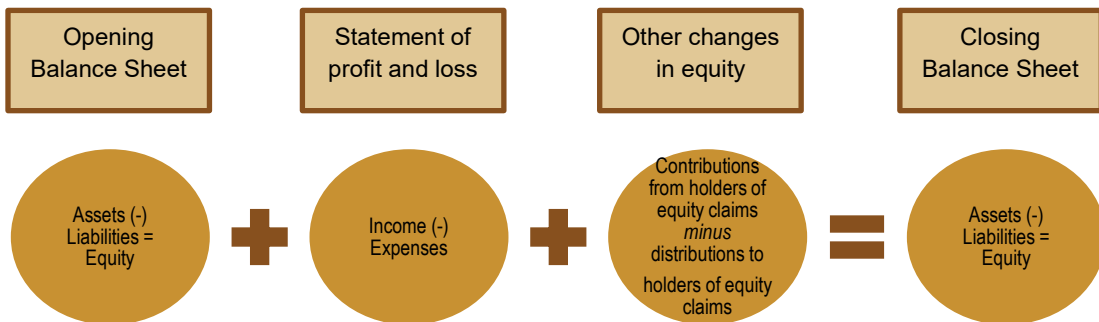 Opening
Balance Sheet
Statement of
profit and loss
Other changes
in equity
Closing
Balance Sheet
Assets (-)
Liabilities =
Equity
Income (-)
Expenses
Contributions
from holders of
equity claims
minus
distributions to
holders of equity
claims
Assets (-)
Liabilities =
Equity